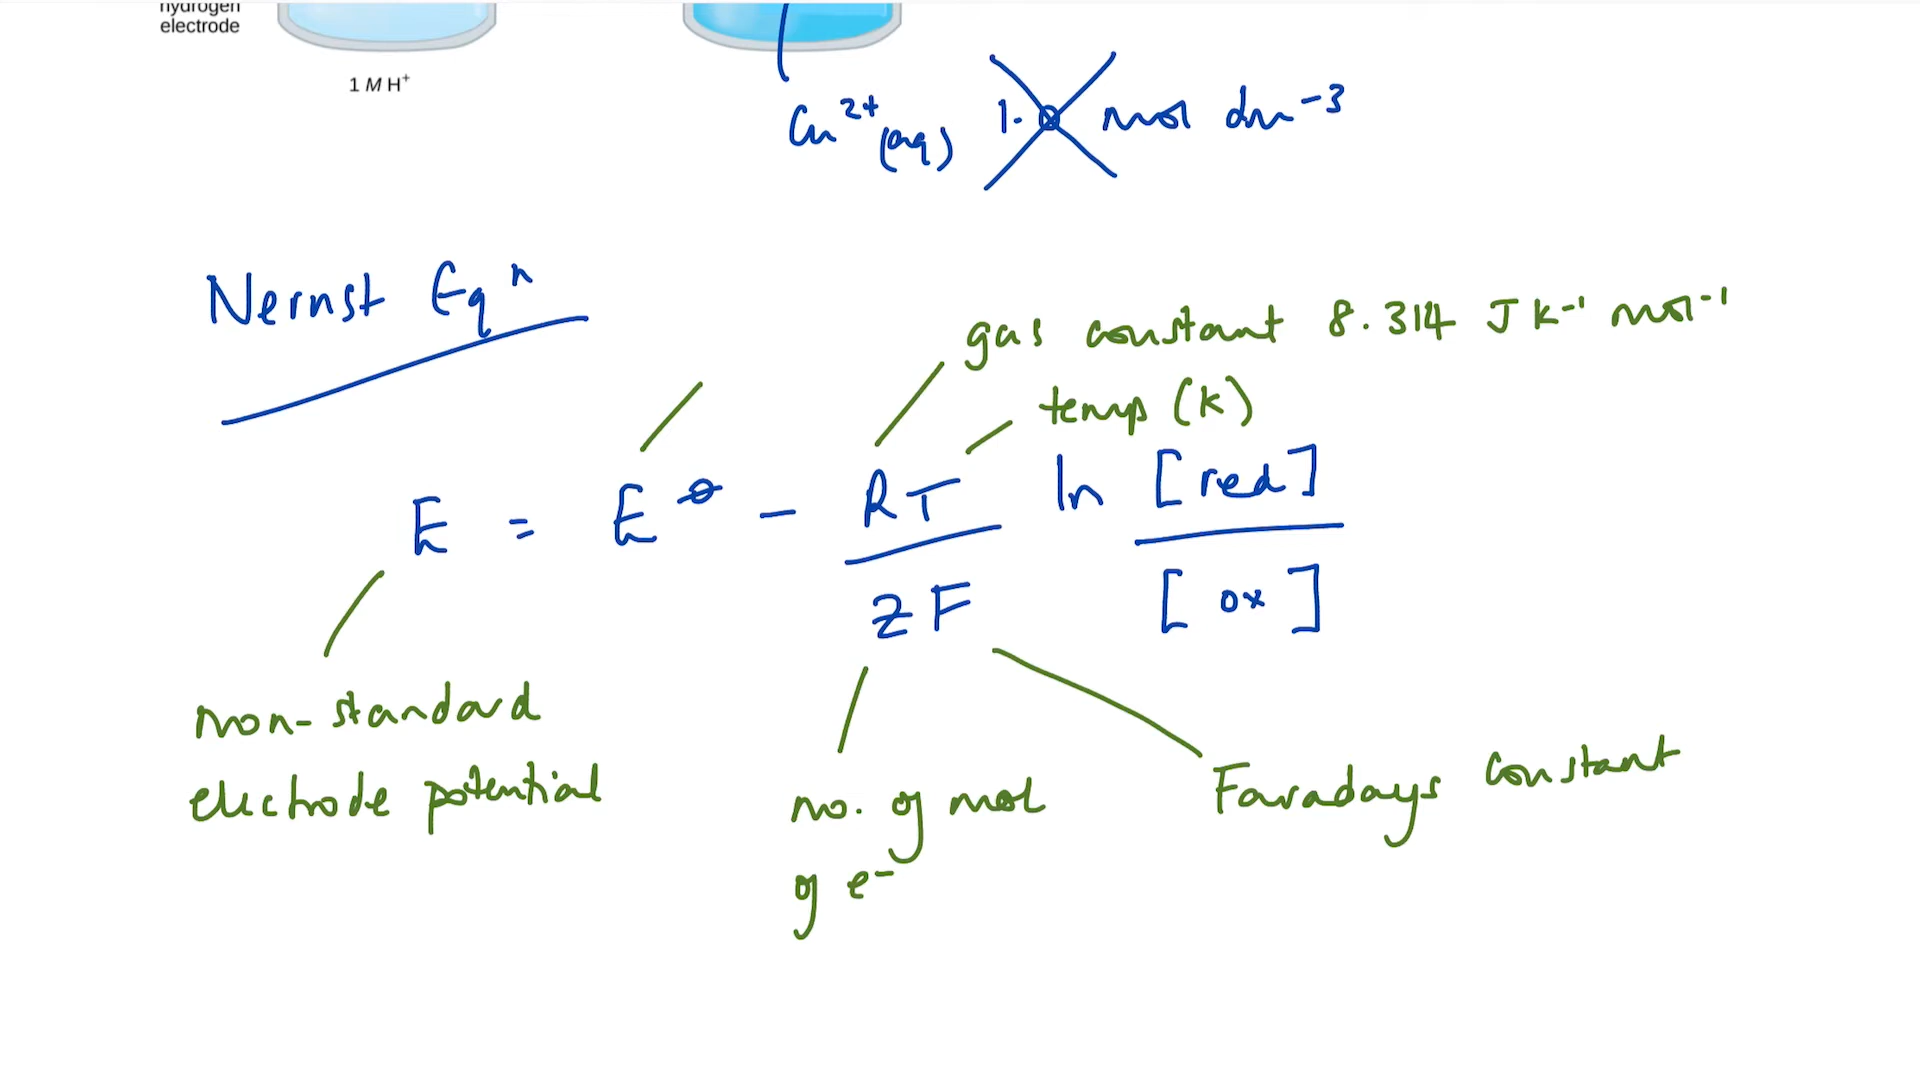 hydrogen
electrode
1 M H⁺
Cu²⁺(aq) 1.0 mol dm⁻³
Nernst Eqⁿ
gas constant 8.314 J K⁻¹ mol⁻¹
temp (K)
E = E^⦵ − RT/zF ln [red]/[ox]
non-standard
electrode potential
no. of mol
of e⁻
Faradays constant